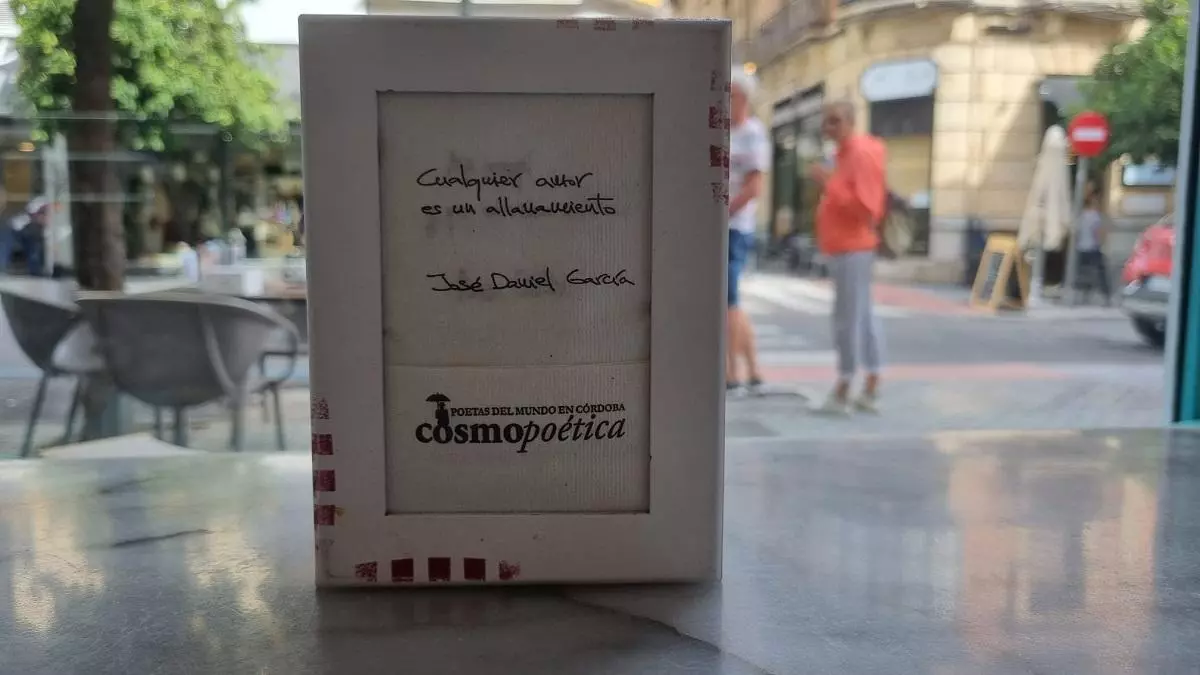 Cualquier autor
es un allanamiento
José Daniel García
POETAS DEL MUNDO EN CÓRDOBA
cosmopoética